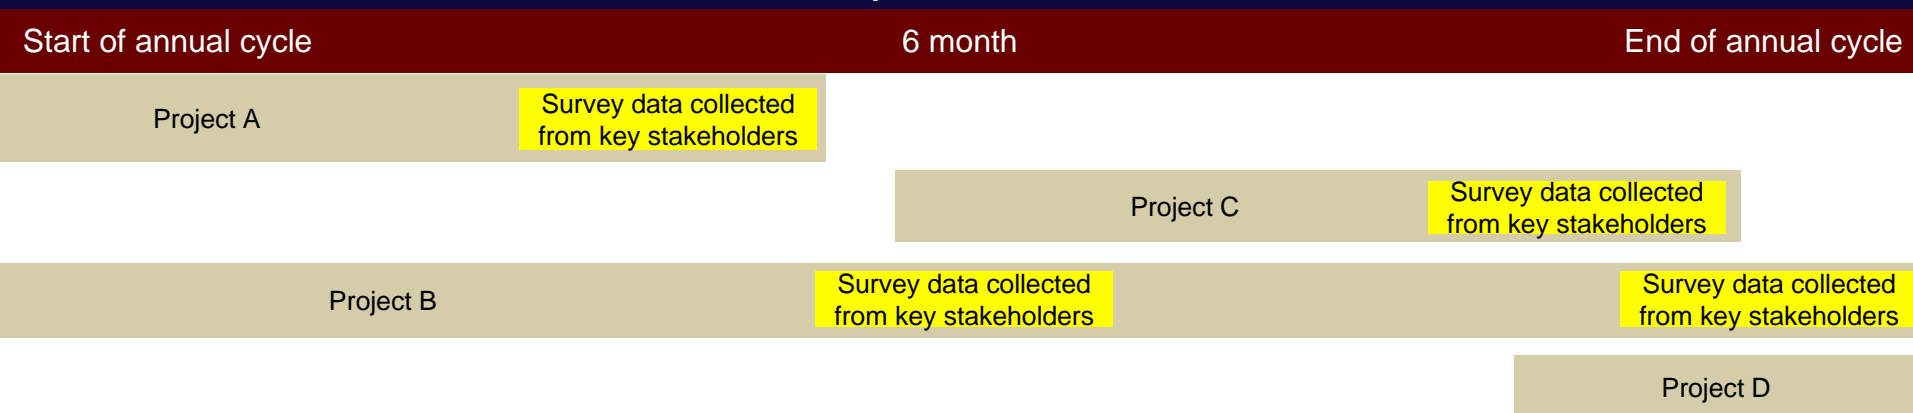 Start of annual cycle 6 month End of annual cycle
Project A
Survey data collected
from key stakeholders
Project C
Survey data collected
from key stakeholders
Project B
Survey data collected
from key stakeholders
Survey data collected
from key stakeholders
Project D